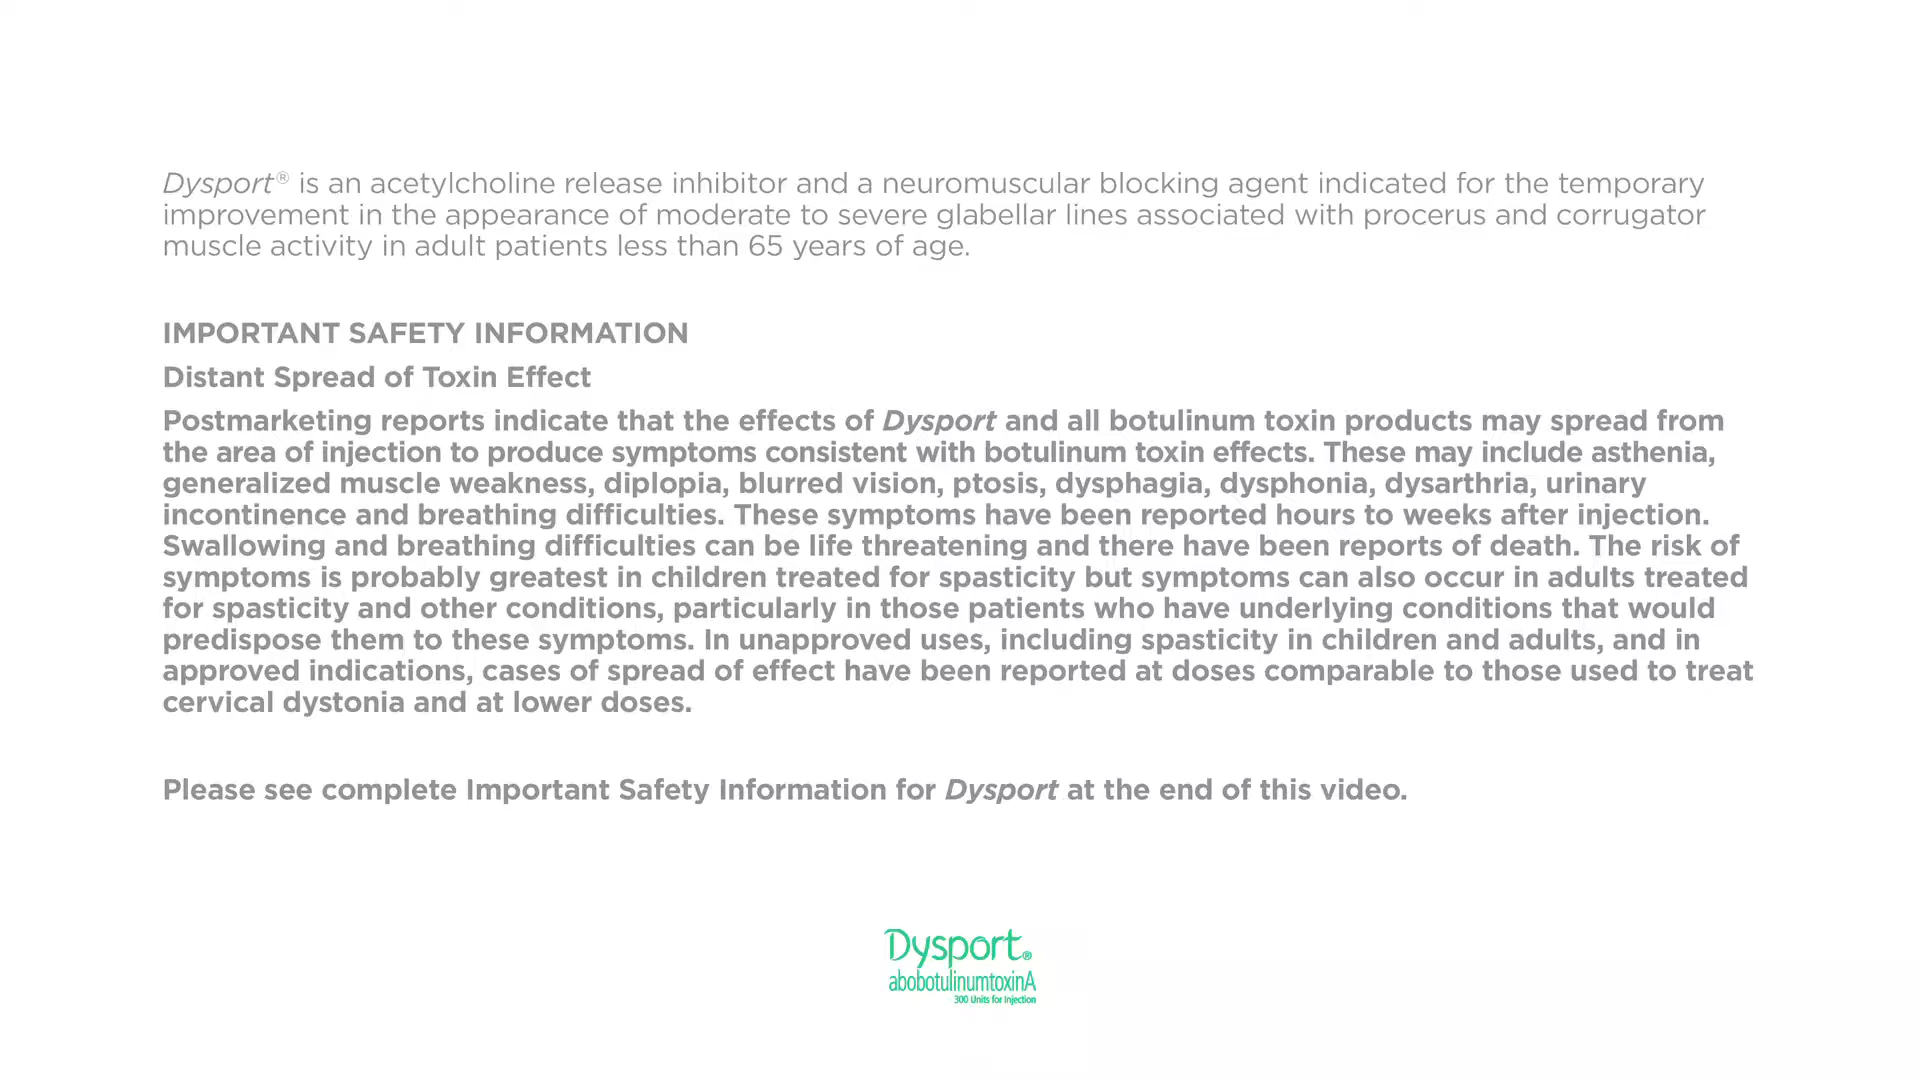 Dysport® is an acetylcholine release inhibitor and a neuromuscular blocking agent indicated for the temporary
improvement in the appearance of moderate to severe glabellar lines associated with procerus and corrugator
muscle activity in adult patients less than 65 years of age.
IMPORTANT SAFETY INFORMATION
Distant Spread of Toxin Effect
Postmarketing reports indicate that the effects of Dysport and all botulinum toxin products may spread from
the area of injection to produce symptoms consistent with botulinum toxin effects. These may include asthenia,
generalized muscle weakness, diplopia, blurred vision, ptosis, dysphagia, dysphonia, dysarthria, urinary
incontinence and breathing difficulties. These symptoms have been reported hours to weeks after injection.
Swallowing and breathing difficulties can be life threatening and there have been reports of death. The risk of
symptoms is probably greatest in children treated for spasticity but symptoms can also occur in adults treated
for spasticity and other conditions, particularly in those patients who have underlying conditions that would
predispose them to these symptoms. In unapproved uses, including spasticity in children and adults, and in
approved indications, cases of spread of effect have been reported at doses comparable to those used to treat
cervical dystonia and at lower doses.
Please see complete Important Safety Information for Dysport at the end of this video.
Dysport®
abobotulinumtoxinA
300 Units for Injection